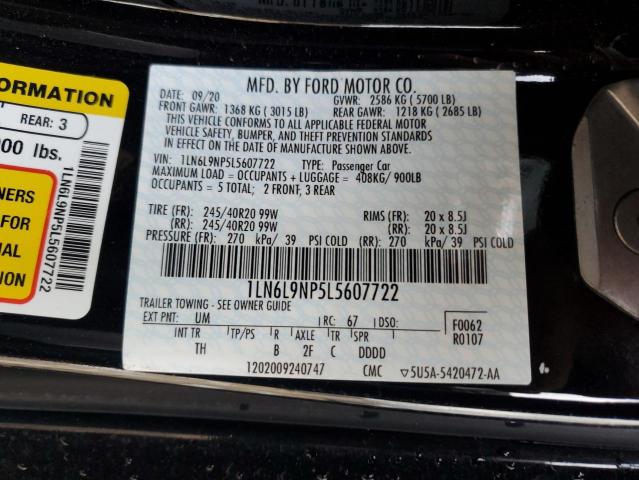 ORMATION
REAR: 3
00 lbs.
NERS
FOR
NAL
ION
1LN6L9NP5L5607722
MFD. BY FORD MOTOR CO.
DATE: 09/20 GVWR: 2586 KG ( 5700 LB)
FRONT GAWR: 1368 KG ( 3015 LB) REAR GAWR: 1218 KG ( 2685 LB)
THIS VEHICLE CONFORMS TO ALL APPLICABLE FEDERAL MOTOR
VEHICLE SAFETY, BUMPER, AND THEFT PREVENTION STANDARDS
IN EFFECT ON THE DATE OF MANUFACTURE SHOWN ABOVE.
VIN: 1LN6L9NP5L5607722 TYPE: Passenger Car
MAXIMUM LOAD = OCCUPANTS + LUGGAGE = 408KG/ 900LB
OCCUPANTS = 5 TOTAL; 2 FRONT, 3 REAR
TIRE (FR): 245/40R20 99W RIMS (FR): 20 x 8.5J
(RR): 245/40R20 99W (RR): 20 x 8.5J
PRESSURE (FR): 270 kPa/ 39 PSI COLD (RR): 270 kPa/ 39 PSI COLD
1LN6L9NP5L5607722
TRAILER TOWING - SEE OWNER GUIDE
EXT PNT: UM RC: 67 DSO: F0062
INT TR TP/PS R AXLE TR SPR R0107
TH B 2F C DDDD
1202009240747 CMC ▽5U5A-5420472-AA